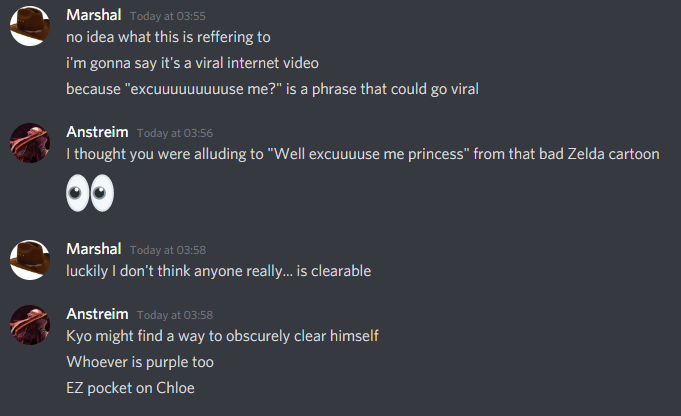 Marshal Today at 03:55
no idea what this is reffering to
i'm gonna say it's a viral internet video
because "excuuuuuuuuuse me?" is a phrase that could go viral
Anstreim Today at 03:56
I thought you were alluding to "Well excuuuuse me princess" from that bad Zelda cartoon
Marshal Today at 03:58
luckily I don't think anyone really... is clearable
Anstreim Today at 03:58
Kyo might find a way to obscurely clear himself
Whoever is purple too
EZ pocket on Chloe